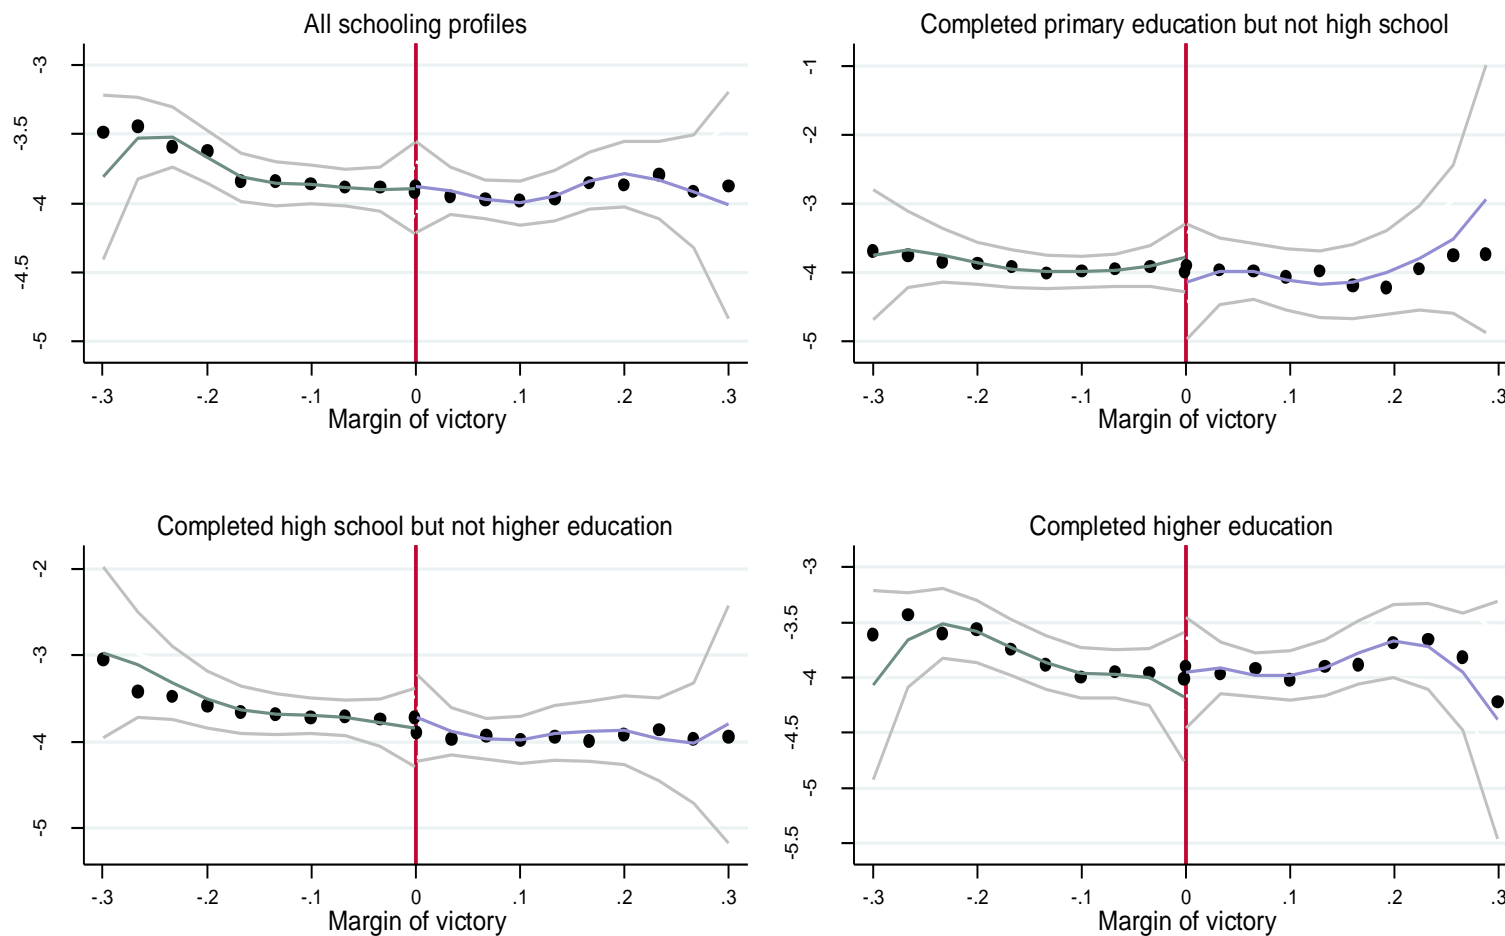 All schooling profiles
-3
-3.5
-4
-4.5
-5
-.3 -.2 -.1 0 .1 .2 .3
Margin of victory
Completed primary education but not high school
-1
-2
-3
-4
-5
-.3 -.2 -.1 0 .1 .2 .3
Margin of victory
Completed high school but not higher education
-2
-3
-4
-5
-.3 -.2 -.1 0 .1 .2 .3
Margin of victory
Completed higher education
-3
-3.5
-4
-4.5
-5
-5.5
-.3 -.2 -.1 0 .1 .2 .3
Margin of victory